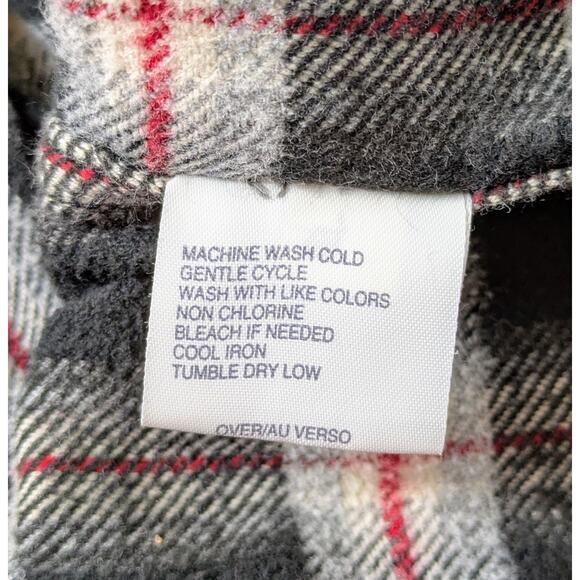 MACHINE WASH COLD
GENTLE CYCLE
WASH WITH LIKE COLORS
NON CHLORINE
BLEACH IF NEEDED
COOL IRON
TUMBLE DRY LOW
OVER/AU VERSO